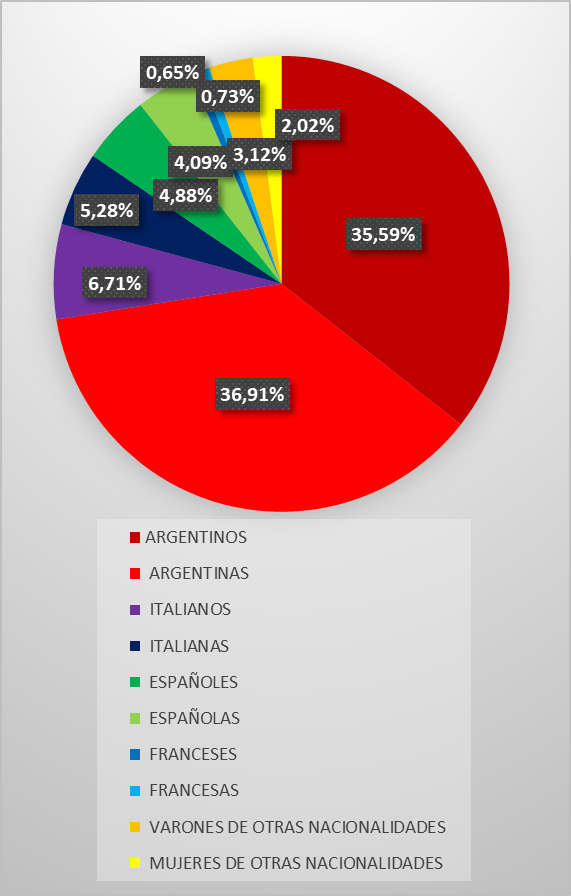 0,65%
0,73%
2,02%
3,12%
4,09%
4,88%
5,28%
35,59%
6,71%
36,91%
ARGENTINOS
ARGENTINAS
ITALIANOS
ITALIANAS
ESPAÑOLES
ESPAÑOLAS
FRANCESES
FRANCESAS
VARONES DE OTRAS NACIONALIDADES
MUJERES DE OTRAS NACIONALIDADES